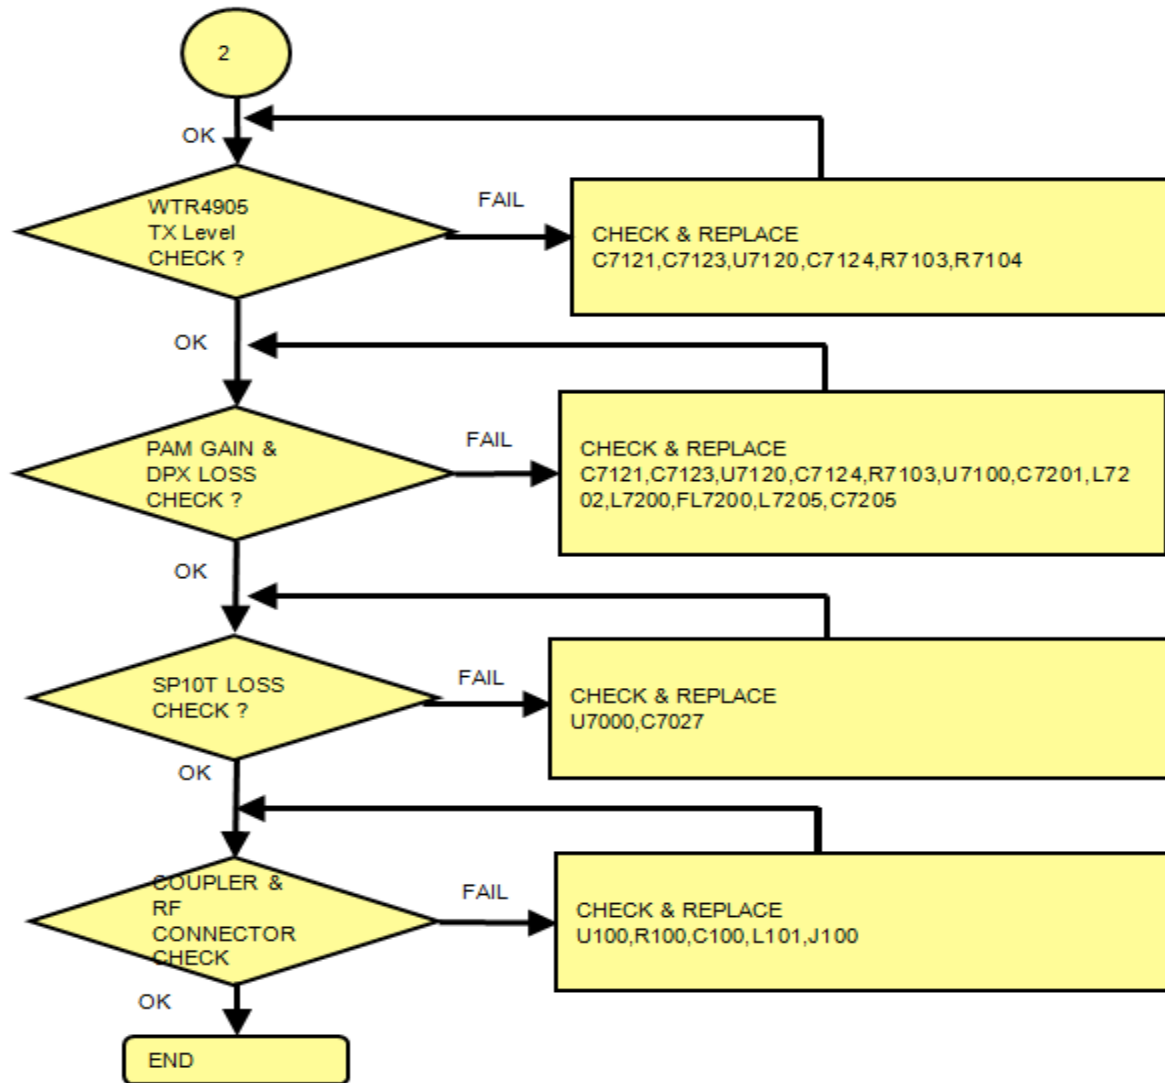 2
OK
WTR4905
TX Level
CHECK ?
FAIL
CHECK & REPLACE
C7121,C7123,U7120,C7124,R7103,R7104
OK
PAM GAIN &
DPX LOSS
CHECK ?
FAIL
CHECK & REPLACE
C7121,C7123,U7120,C7124,R7103,U7100,C7201,L72
02,L7200,FL7200,L7205,C7205
OK
SP10T LOSS
CHECK ?
FAIL
CHECK & REPLACE
U7000,C7027
OK
COUPLER &
RF
CONNECTOR
CHECK
FAIL
CHECK & REPLACE
U100,R100,C100,L101,J100
OK
END